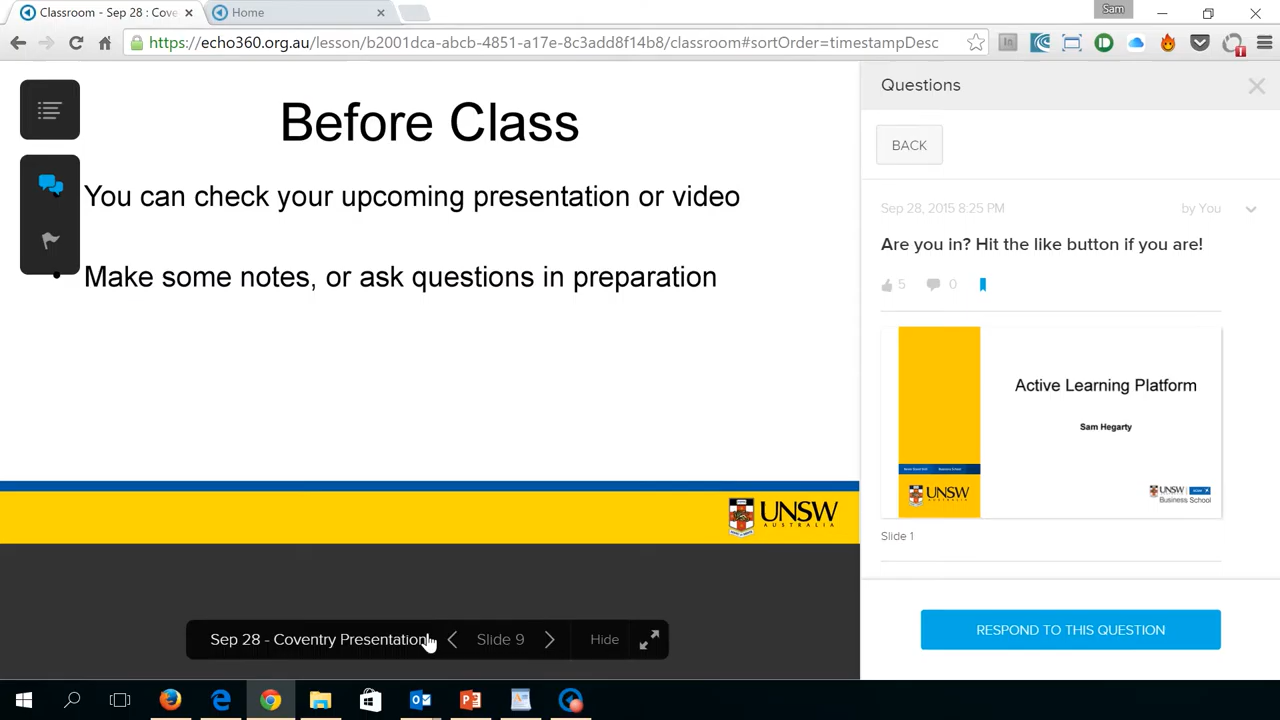 Classroom - Sep 28 : Cove
Home
Sam
https://echo360.org.au/lesson/b2001dca-abcb-4851-a17e-8c3add8f14b8/classroom#sortOrder=timestampDesc
Before Class
You can check your upcoming presentation or video
• Make some notes, or ask questions in preparation
UNSW
AUSTRALIA
Sep 28 - Coventry Presentation
Slide 9
Hide
Questions
BACK
Sep 28, 2015 8:25 PM
by You
Are you in? Hit the like button if you are!
5
0
Active Learning Platform
Sam Hegarty
UNSW
UNSW
Business School
Slide 1
RESPOND TO THIS QUESTION